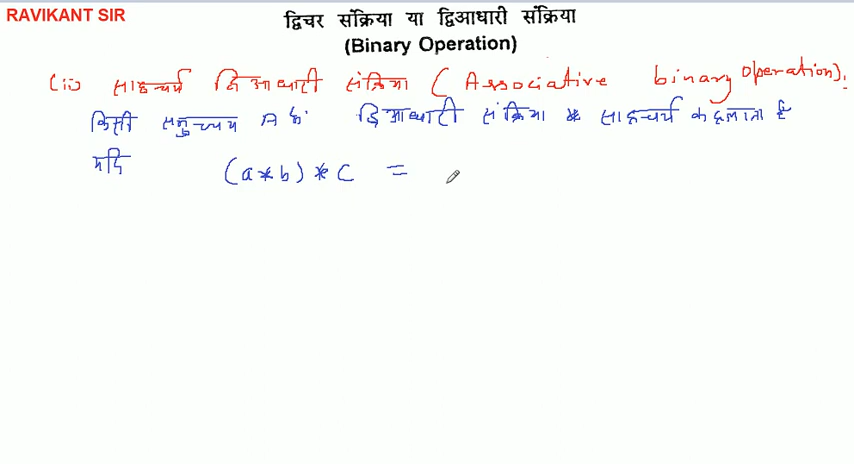 RAVIKANT SIR
द्विचर संक्रिया या द्विआधारी संक्रिया
(Binary Operation)
(ii) साहचर्य द्विआधारी संक्रिया (Associative binary operation):
किसी समुच्चय A में द्विआधारी संक्रिया * साहचर्य कहलाता है
यदि (a*b)*c =